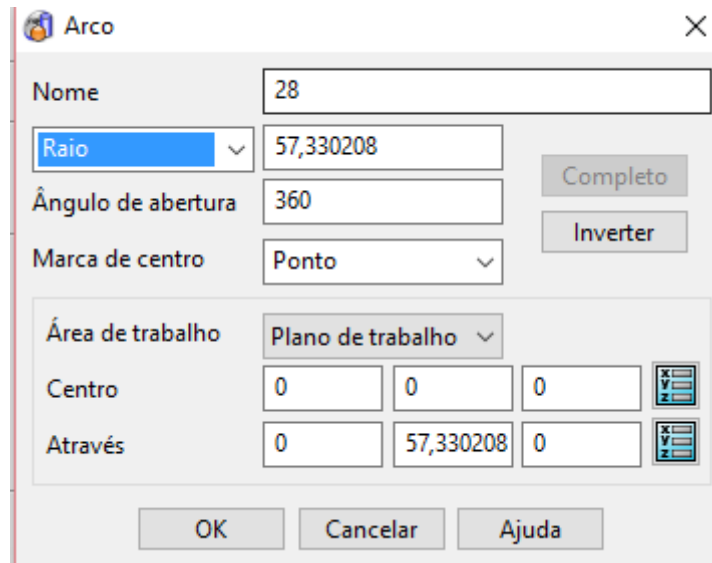 Arco
Nome 28
Raio 57,330208
Completo
Ângulo de abertura 360
Inverter
Marca de centro Ponto
Área de trabalho Plano de trabalho
Centro 0 0 0
Através 0 57,330208 0
OK Cancelar Ajuda